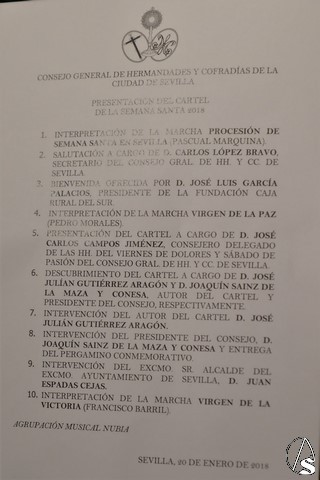 CONSEJO GENERAL DE HERMANDADES Y COFRADÍAS DE LA
CIUDAD DE SEVILLA
PRESENTACIÓN DEL CARTEL
DE LA SEMANA SANTA 2018
1. INTERPRETACIÓN DE LA MARCHA PROCESIÓN DE
SEMANA SANTA EN SEVILLA (PASCUAL MARQUINA).
2. SALUTACIÓN A CARGO DE D. CARLOS LÓPEZ BRAVO,
SECRETARIO DEL CONSEJO GRAL. DE HH. Y CC. DE
SEVILLA.
3. BIENVENIDA OFRECIDA POR D. JOSÉ LUIS GARCÍA
PALACIOS, PRESIDENTE DE LA FUNDACIÓN CAJA
RURAL DEL SUR.
4. INTERPRETACIÓN DE LA MARCHA VIRGEN DE LA PAZ
(PEDRO MORALES).
5. PRESENTACIÓN DEL CARTEL A CARGO DE D. JOSÉ
CARLOS CAMPOS JIMÉNEZ, CONSEJERO DELEGADO
DE LAS HH. DEL VIERNES DE DOLORES Y SÁBADO DE
PASIÓN DEL CONSEJO GRAL. DE HH. Y CC. DE SEVILLA.
6. DESCUBRIMIENTO DEL CARTEL A CARGO DE D. JOSÉ
JULIÁN GUTIÉRREZ ARAGÓN Y D. JOAQUÍN SAINZ DE
LA MAZA Y CONESA, AUTOR DEL CARTEL Y
PRESIDENTE DEL CONSEJO, RESPECTIVAMENTE.
7. INTERVENCIÓN DEL AUTOR DEL CARTEL D. JOSÉ
JULIÁN GUTIÉRREZ ARAGÓN.
8. INTERVENCIÓN DEL PRESIDENTE DEL CONSEJO, D.
JOAQUÍN SAINZ DE LA MAZA Y CONESA Y ENTREGA
DEL PERGAMINO CONMEMORATIVO.
9. INTERVENCIÓN DEL EXCMO. SR. ALCALDE DEL
EXCMO. AYUNTAMIENTO DE SEVILLA, D. JUAN
ESPADAS CEJAS.
10. INTERPRETACIÓN DE LA MARCHA VIRGEN DE LA
VICTORIA (FRANCISCO BARRIL).
AGRUPACIÓN MUSICAL NUBIA
SEVILLA, 20 DE ENERO DE 2018